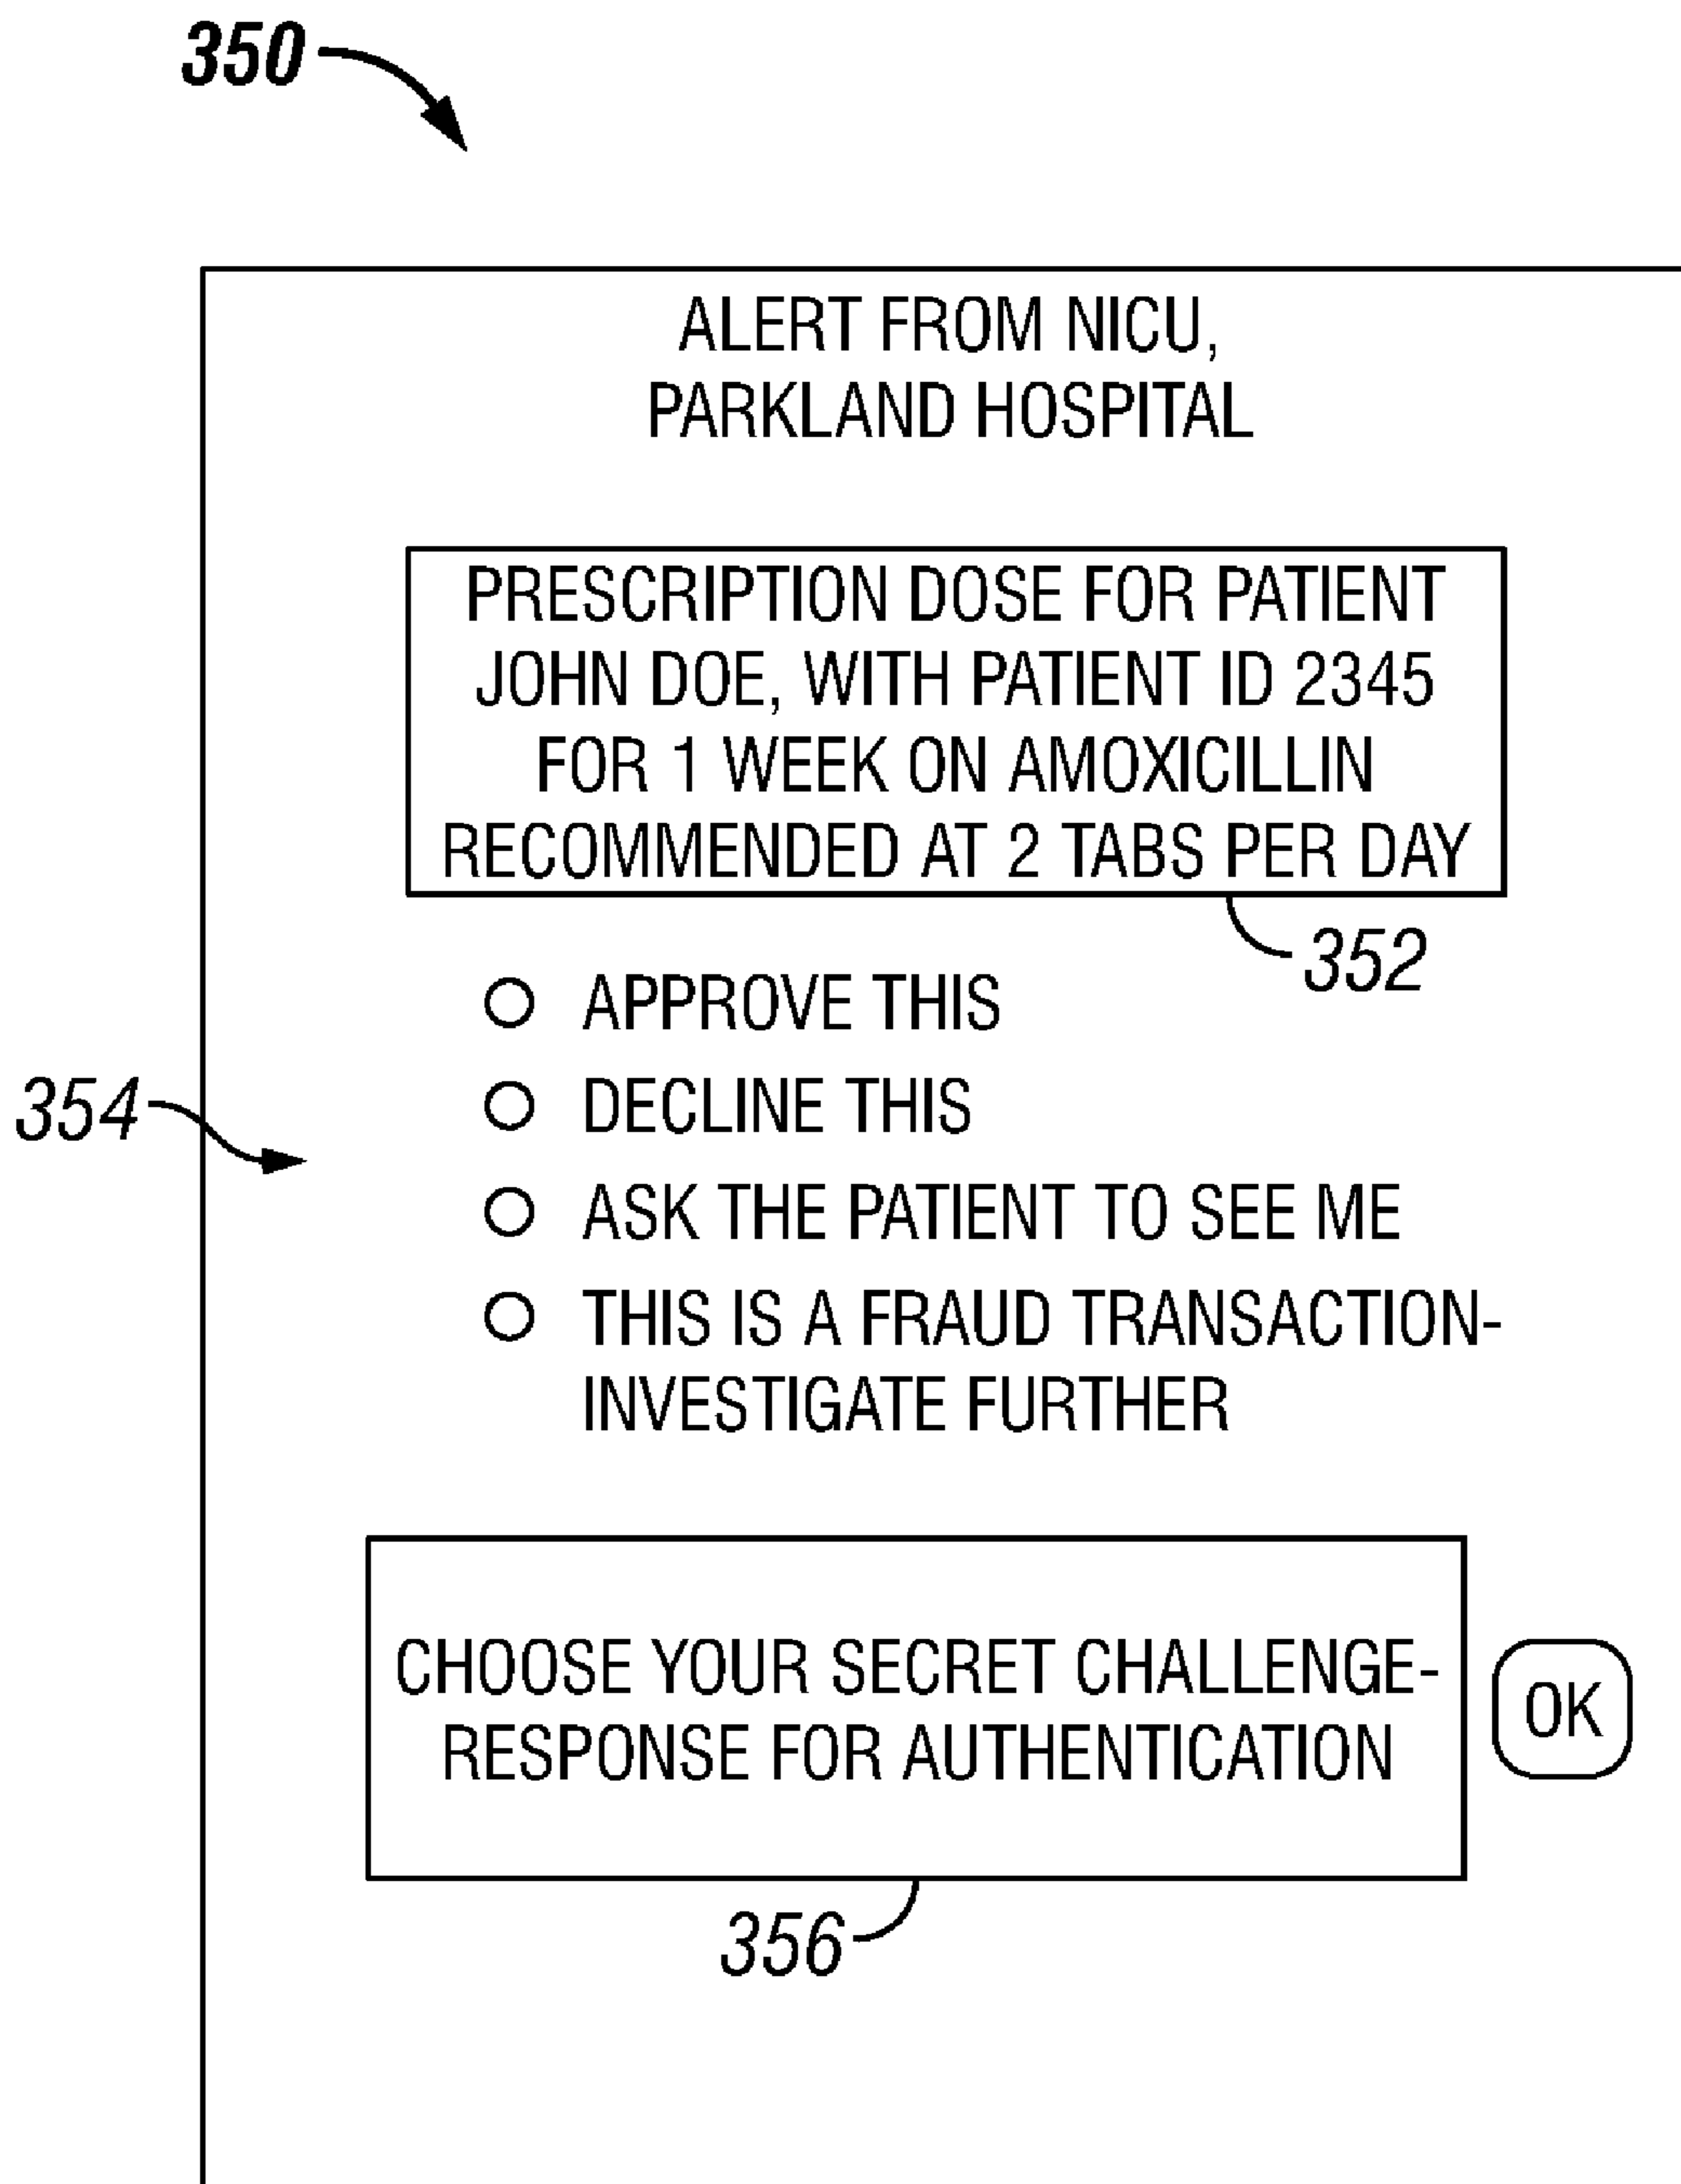 350
ALERT FROM NICU,
PARKLAND HOSPITAL
PRESCRIPTION DOSE FOR PATIENT
JOHN DOE, WITH PATIENT ID 2345
FOR 1 WEEK ON AMOXICILLIN
RECOMMENDED AT 2 TABS PER DAY
352
APPROVE THIS
354
DECLINE THIS
ASK THE PATIENT TO SEE ME
THIS IS A FRAUD TRANSACTION-
INVESTIGATE FURTHER
CHOOSE YOUR SECRET CHALLENGE-
RESPONSE FOR AUTHENTICATION
OK
356